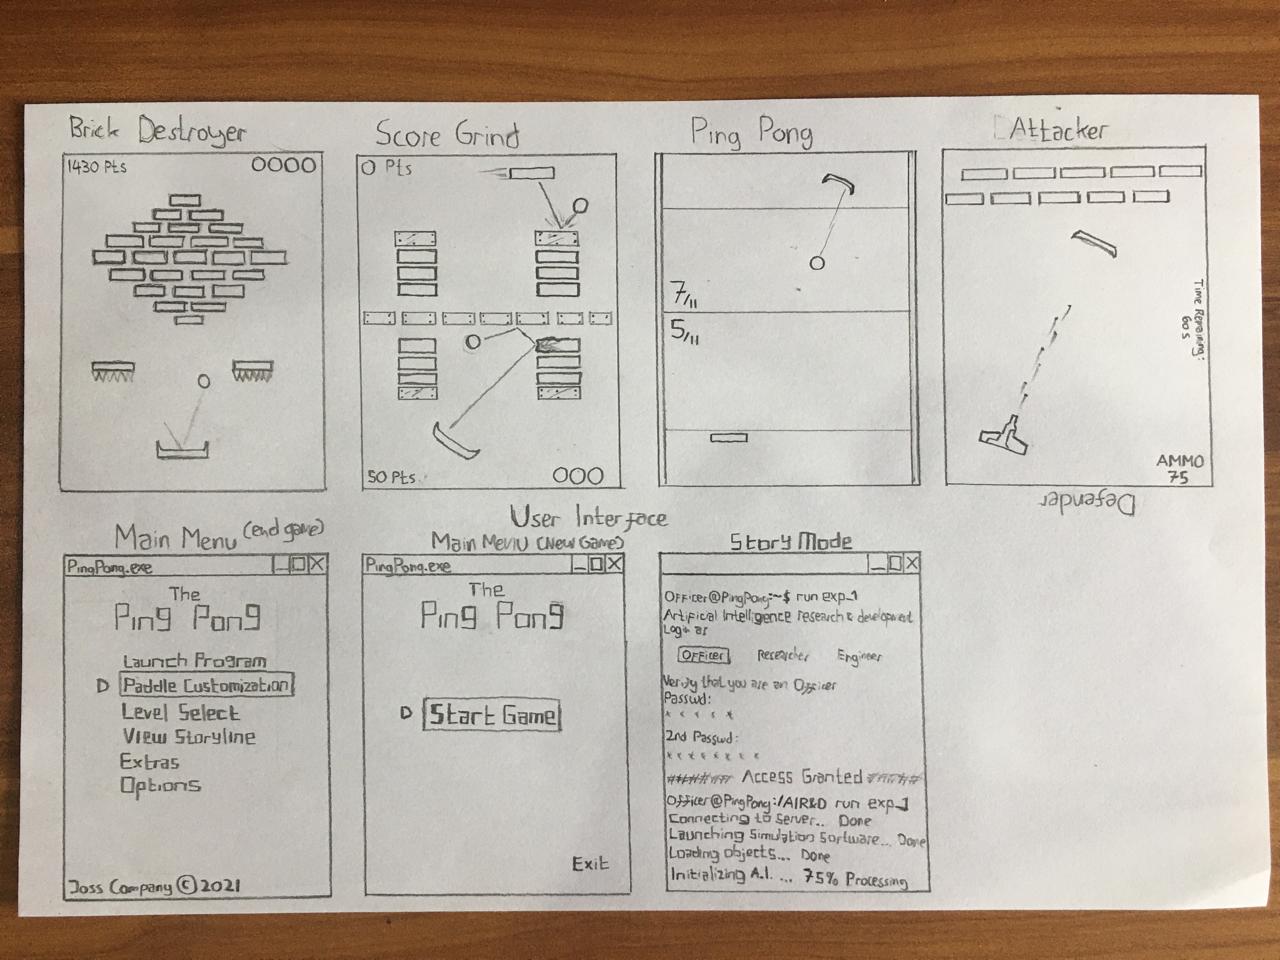 Brick Destroyer
1430 Pts
Score Grind
0 Pts
50 Pts.
Ping Pong
7/11
5/11
Attacker
Time Remaining:
60 s
AMMO
75
Defender
User Interface
Main Menu (end game)
PingPong.exe
The
Ping Pong
Launch Program
Paddle Customization
Level Select
View Storyline
Extras
Options
Joss Company © 2021
Main Menu (New Game)
PingPong.exe
The
Ping Pong
Start Game
Exit
Story Mode
Officer@PingPong:~$ run exp_1
Artificial Intelligence research & development
Login as
Officer Researcher Engineer
Verify that you are an Officer
Passwd:
* * * * *
2nd Passwd:
* * * * * * * *
####### Access Granted #####
Officer@PingPong:/AIR&D run exp_1
Connecting to Server.. Done
Launching Simulation Software... Done
Loading objects... Done
Initializing A.I. ... 75% Processing